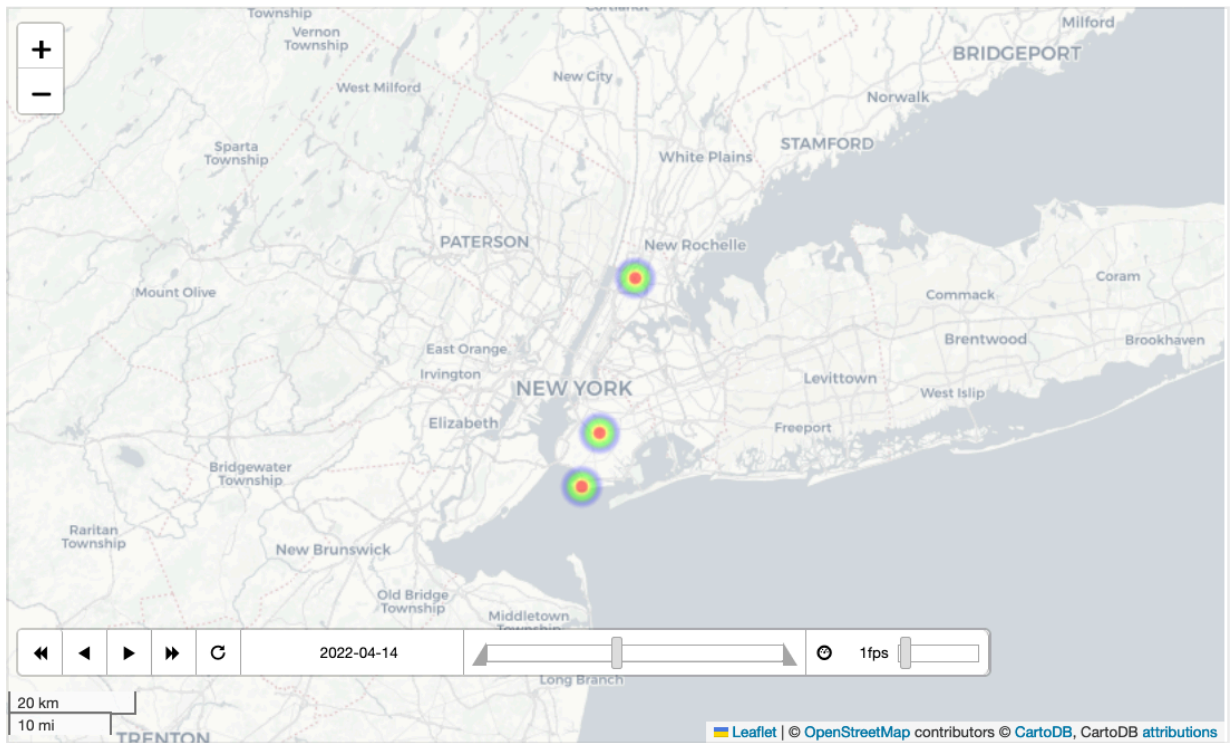 Township
Vernon
Township
+
−
Milford
BRIDGEPORT
New City
West Milford
Norwalk
STAMFORD
Sparta
Township
White Plains
PATERSON
New Rochelle
Mount Olive
Coram
Commack
East Orange
Brentwood
Brookhaven
Irvington
Levittown
NEW YORK
West Islip
Elizabeth
Freeport
Bridgewater
Township
Raritan
Township
New Brunswick
Old Bridge
Township
Middletown
Township
2022-04-14
1fps
Long Branch
20 km
10 mi
TRENTON
Leaflet | © OpenStreetMap contributors © CartoDB, CartoDB attributions